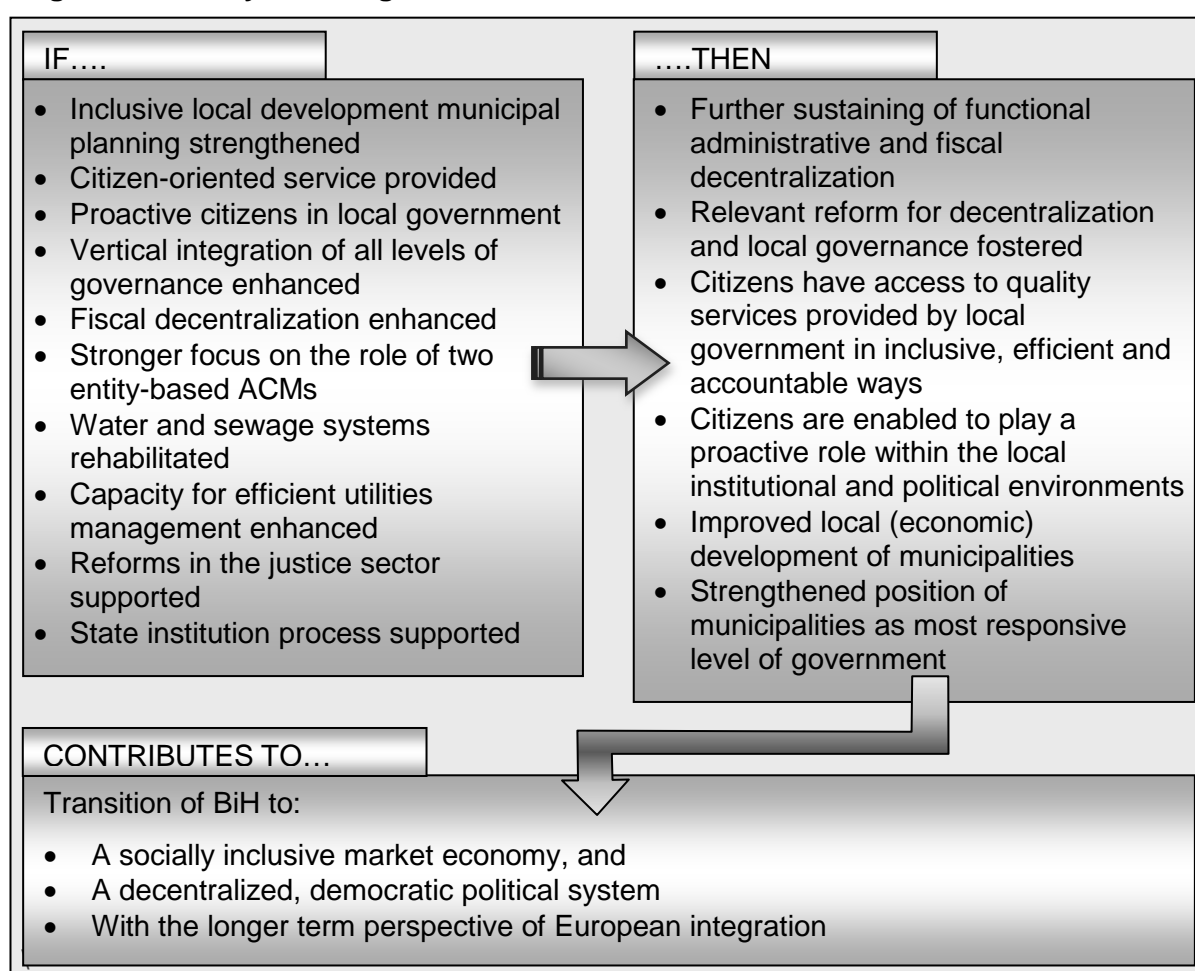 IF….
• Inclusive local development municipal
planning strengthened
• Citizen-oriented service provided
• Proactive citizens in local government
• Vertical integration of all levels of
governance enhanced
• Fiscal decentralization enhanced
• Stronger focus on the role of two
entity-based ACMs
• Water and sewage systems
rehabilitated
• Capacity for efficient utilities
management enhanced
• Reforms in the justice sector
supported
• State institution process supported
….THEN
• Further sustaining of functional
administrative and fiscal
decentralization
• Relevant reform for decentralization
and local governance fostered
• Citizens have access to quality
services provided by local
government in inclusive, efficient and
accountable ways
• Citizens are enabled to play a
proactive role within the local
institutional and political environments
• Improved local (economic)
development of municipalities
• Strengthened position of
municipalities as most responsive
level of government
CONTRIBUTES TO…
Transition of BiH to:
• A socially inclusive market economy, and
• A decentralized, democratic political system
• With the longer term perspective of European integration